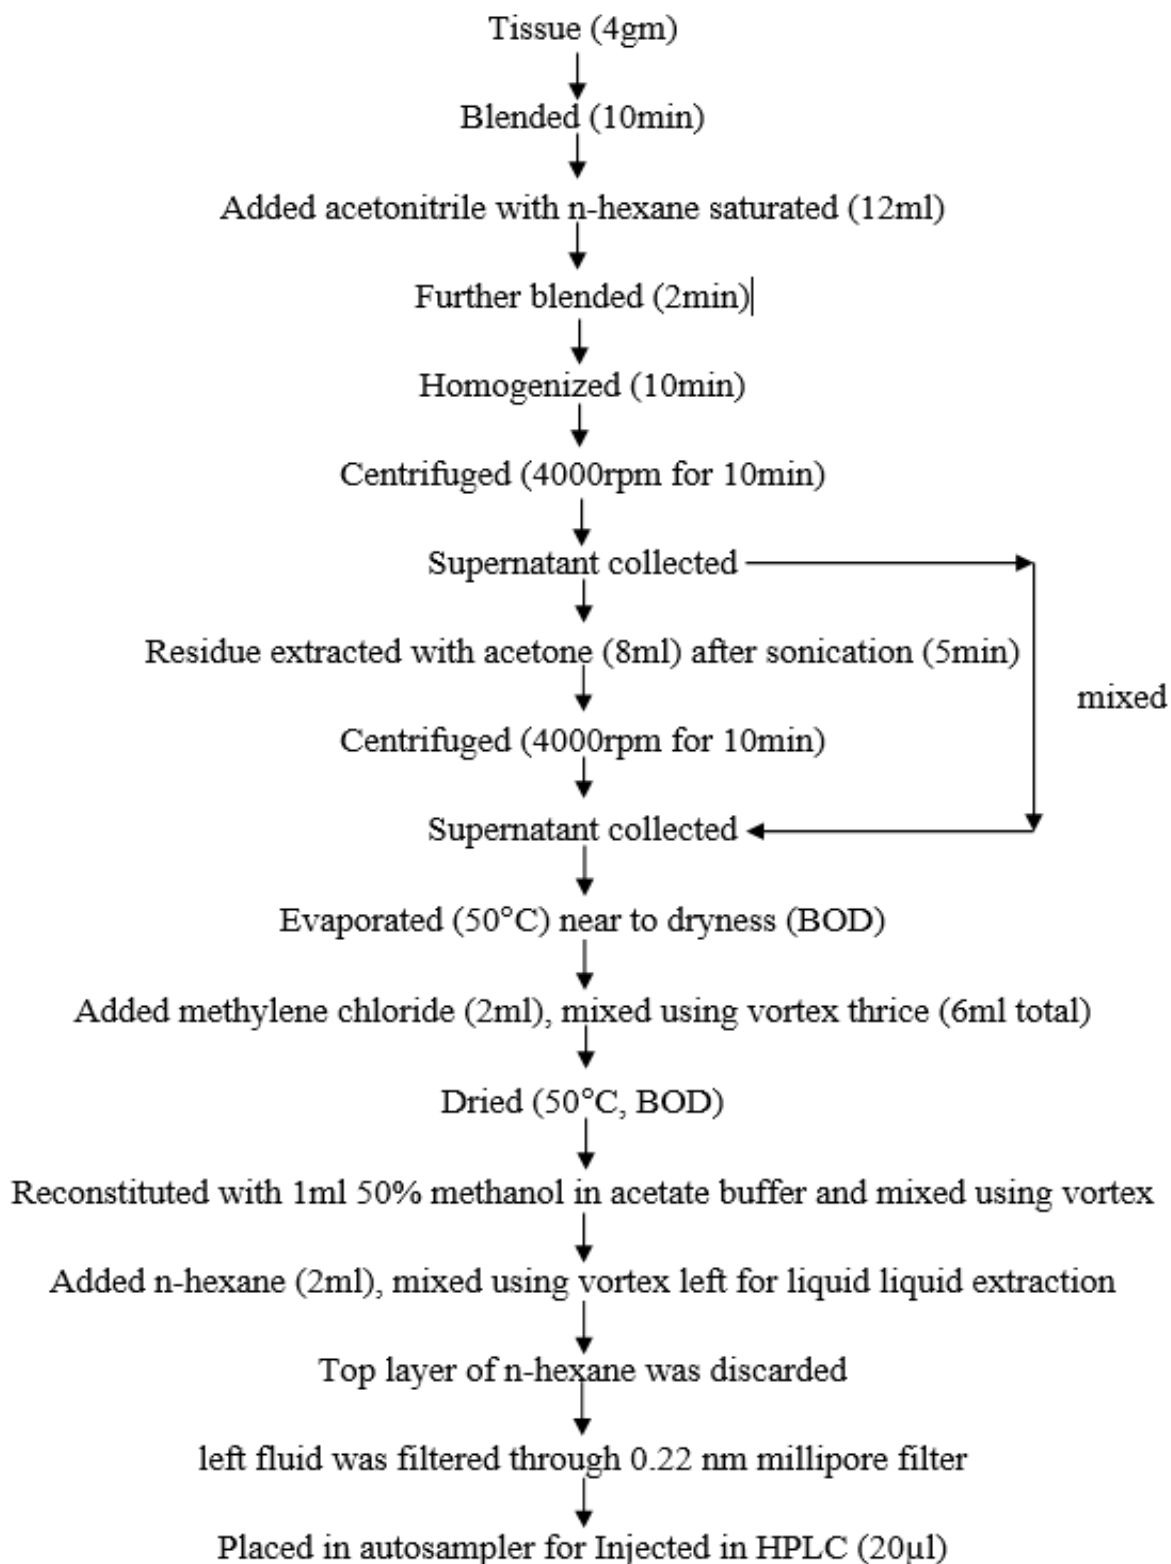 Tissue (4gm)
Blended (10min)
Added acetonitrile with n-hexane saturated (12ml)
Further blended (2min)
Homogenized (10min)
Centrifuged (4000rpm for 10min)
Supernatant collected
Residue extracted with acetone (8ml) after sonication (5min)
mixed
Centrifuged (4000rpm for 10min)
Supernatant collected
Evaporated (50°C) near to dryness (BOD)
Added methylene chloride (2ml), mixed using vortex thrice (6ml total)
Dried (50°C, BOD)
Reconstituted with 1ml 50% methanol in acetate buffer and mixed using vortex
Added n-hexane (2ml), mixed using vortex left for liquid liquid extraction
Top layer of n-hexane was discarded
left fluid was filtered through 0.22 nm millipore filter
Placed in autosampler for Injected in HPLC (20µl)